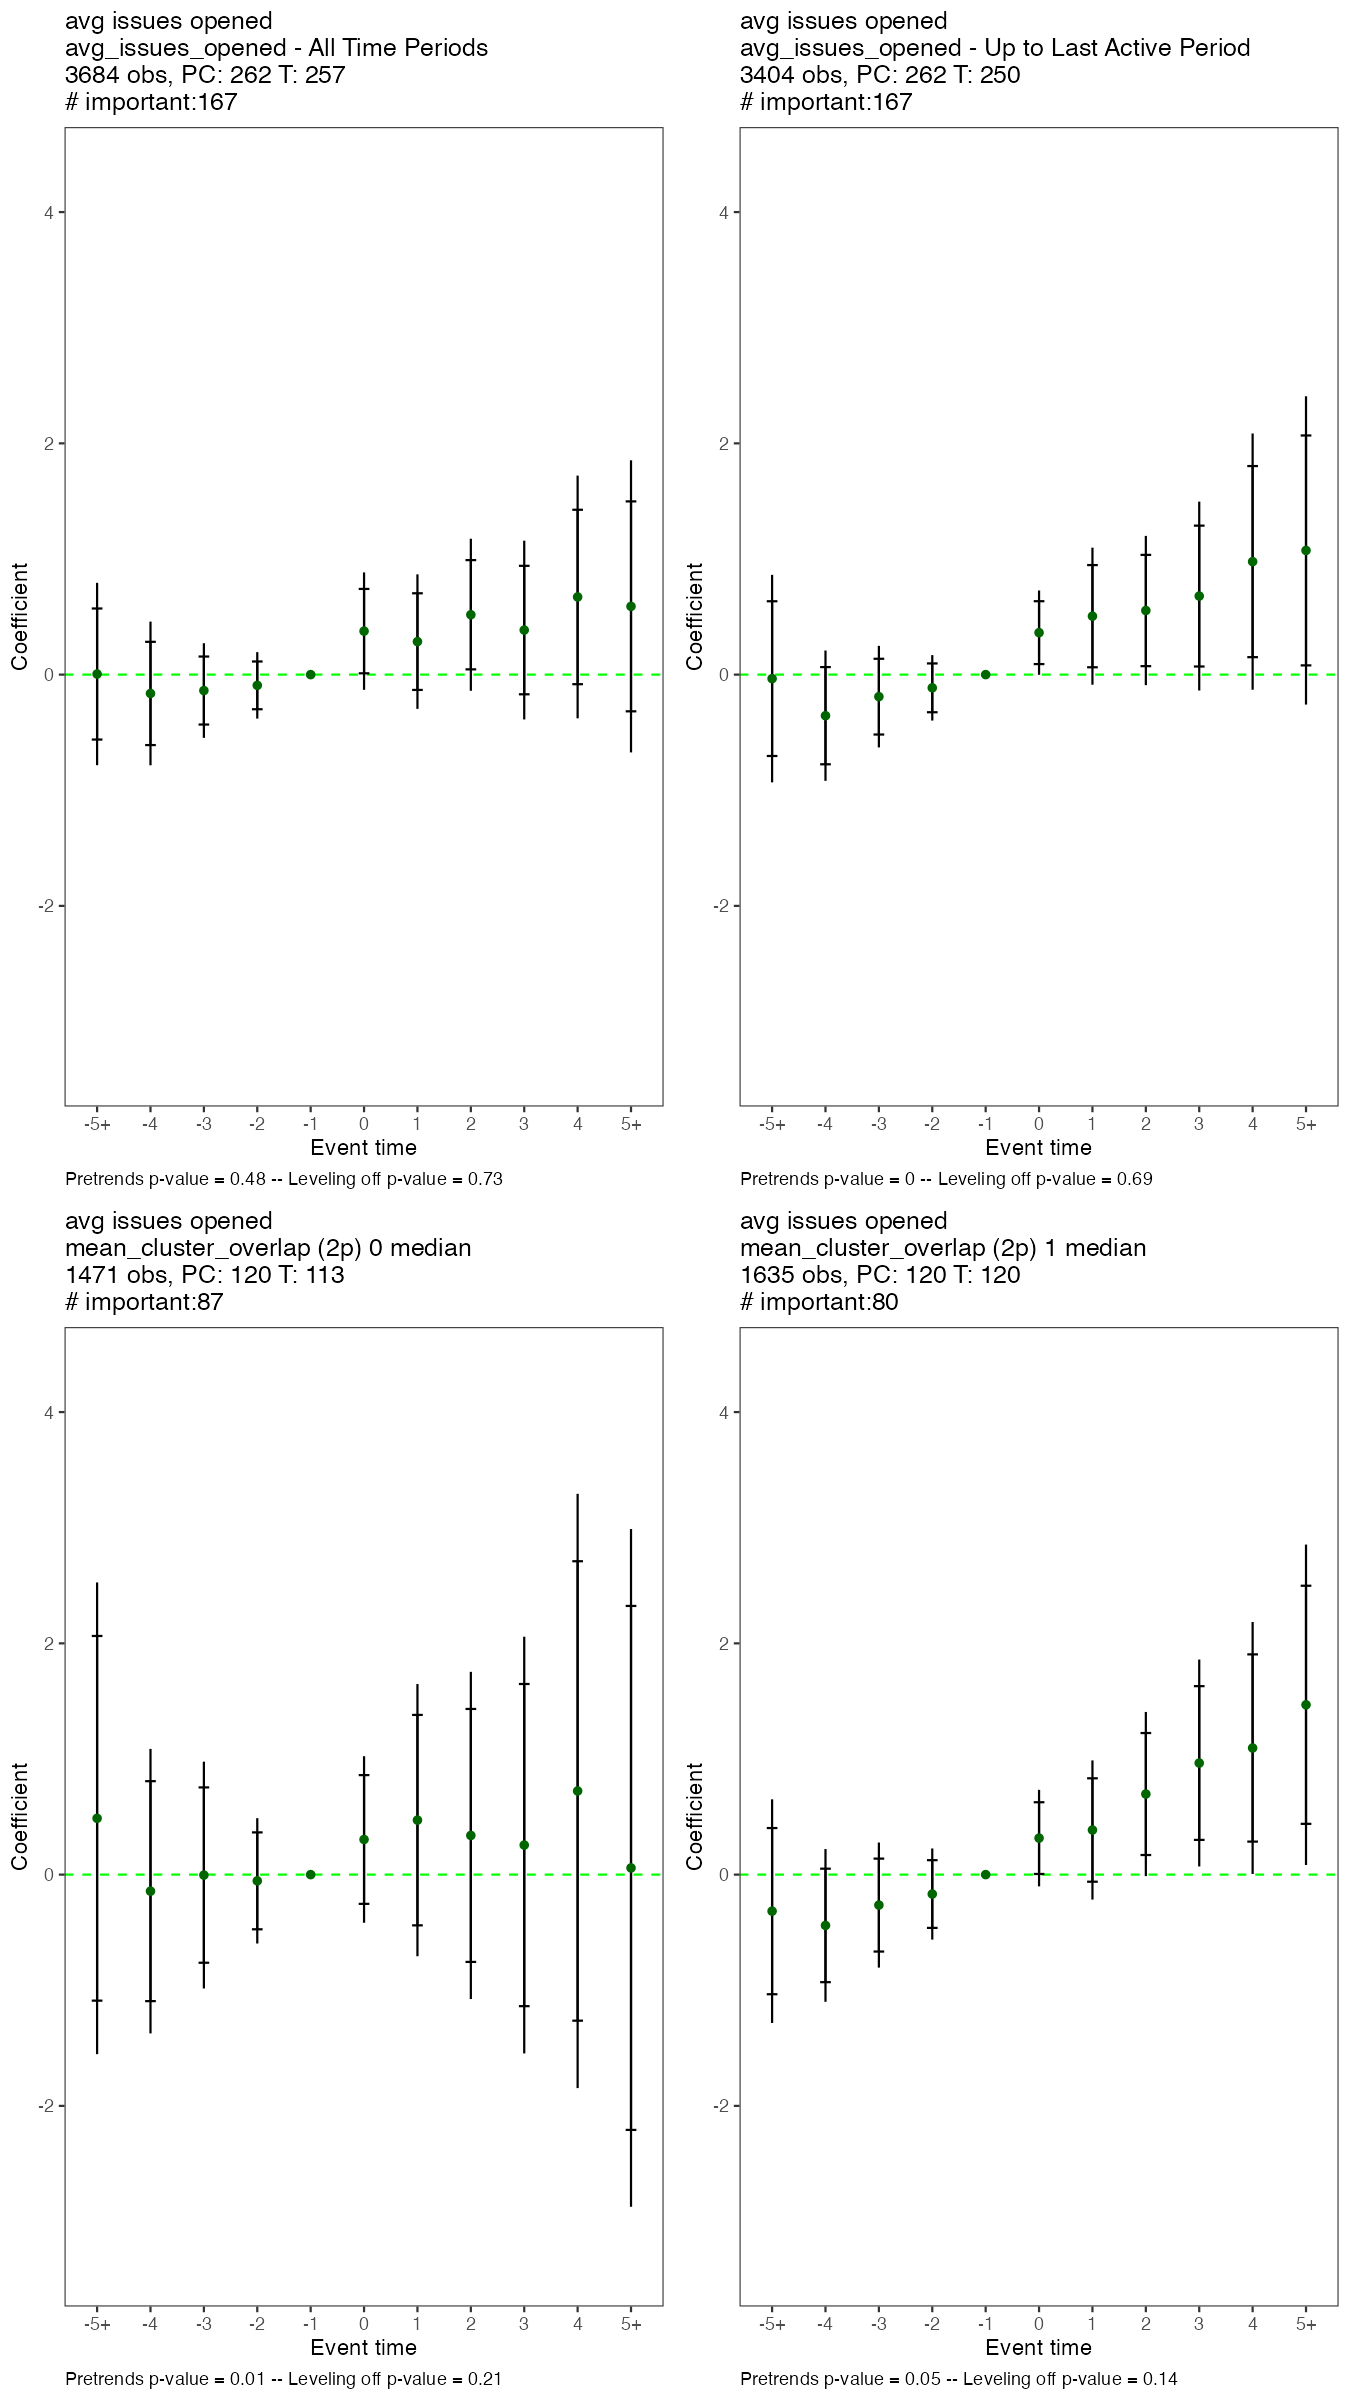 avg issues opened
avg_issues_opened - All Time Periods
3684 obs, PC: 262 T: 257
# important:167
4
2
0
-2
Coefficient
-5+ -4 -3 -2 -1 0 1 2 3 4 5+
Event time
Pretrends p-value = 0.48 -- Leveling off p-value = 0.73
avg issues opened
avg_issues_opened - Up to Last Active Period
3404 obs, PC: 262 T: 250
# important:167
4
2
0
-2
Coefficient
-5+ -4 -3 -2 -1 0 1 2 3 4 5+
Event time
Pretrends p-value = 0 -- Leveling off p-value = 0.69
avg issues opened
mean_cluster_overlap (2p) 0 median
1471 obs, PC: 120 T: 113
# important:87
4
2
0
-2
Coefficient
-5+ -4 -3 -2 -1 0 1 2 3 4 5+
Event time
Pretrends p-value = 0.01 -- Leveling off p-value = 0.21
avg issues opened
mean_cluster_overlap (2p) 1 median
1635 obs, PC: 120 T: 120
# important:80
4
2
0
-2
Coefficient
-5+ -4 -3 -2 -1 0 1 2 3 4 5+
Event time
Pretrends p-value = 0.05 -- Leveling off p-value = 0.14